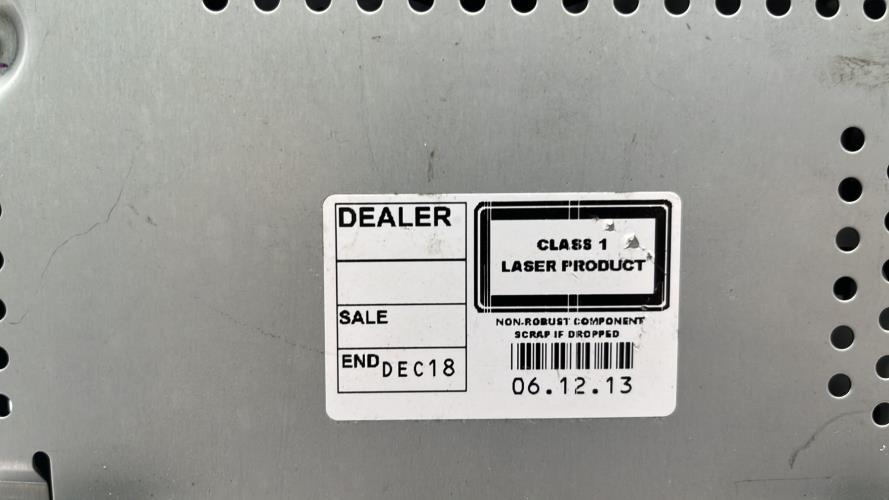 DEALER
SALE
END DEC18
CLASS 1
LASER PRODUCT
NON-ROBUST COMPONENT
SCRAP IF DROPPED
06.12.13